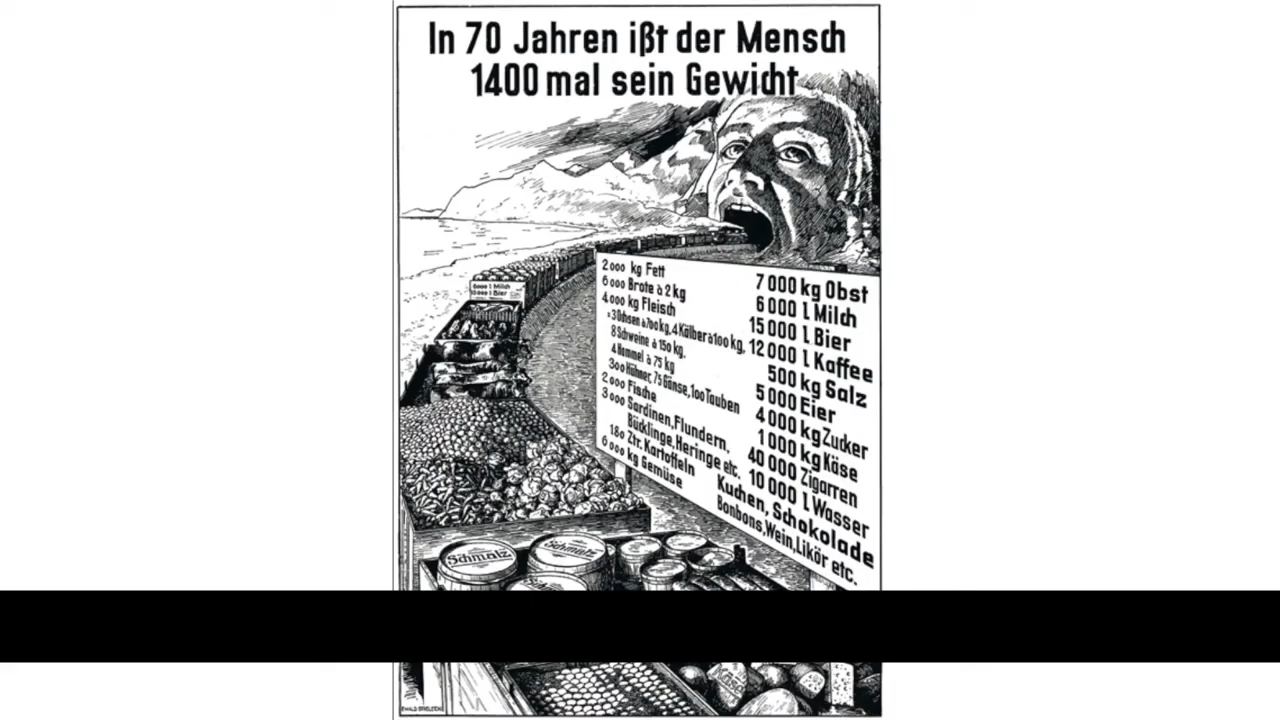 In 70 Jahren ißt der Mensch
1400 mal sein Gewicht
2000 kg Fett
6000 Brote à 2 kg
4000 kg Fleisch
=3 Ochsen à 700 kg, 4 Kälber à 100 kg,
8 Schweine à 150 kg.
4 Hammel à 75 kg
300 Hühner, 75 Gänse, 100 Tauben
2000 Fische
3000 Sardinen, Flundern,
Bücklinge, Heringe etc.
180 Ztr. Kartoffeln
6000 kg Gemüse
7000 kg Obst
6000 l. Milch
15000 l. Bier
12000 l. Kaffee
500 kg Salz
5000 Eier
4000 kg Zucker
1000 kg Käse
40000 Zigarren
10000 l. Wasser
Kuchen, Schokolade
Bonbons, Wein, Likör etc.
6000 l. Milch
15000 l. Bier
Schmalz
Schmalz
Käse